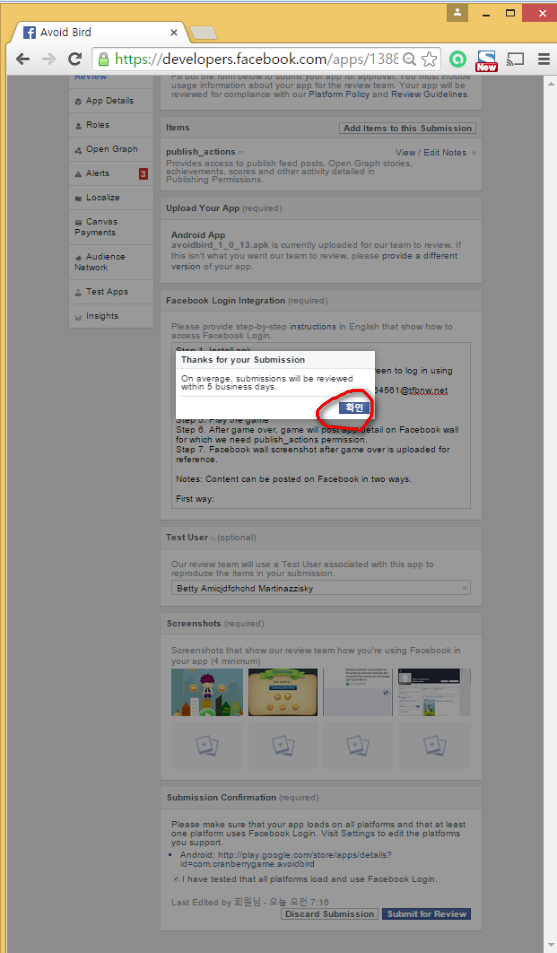 Avoid Bird
https://developers.facebook.com/apps/1388
New
Review
Fill out the form below to submit your app for approval. You must include
usage information about your app for the review team. Your app will be
reviewed for compliance with our Platform Policy and Review Guidelines.
App Details
Roles
Open Graph
Alerts 3
Localize
Canvas
Payments
Audience
Network
Test Apps
Insights
Items Add Items to this Submission
publish_actions View / Edit Notes ×
Provides access to publish feed posts, Open Graph stories,
achievements, scores and other activity detailed in
Publishing Permissions.
Upload Your App (required)
Android App
avoidbird_1_0_13.apk is currently uploaded for our team to review. If
this isn't what you want our team to review, please provide a different
version of your app.
Facebook Login Integration (required)
Please provide step-by-step instructions in English that show how to
access Facebook Login.
Step 1. Install apk
Thanks for your Submission
On average, submissions will be reviewed
within 5 business days.
확인
reen to log in using
64561@tfbnw.net
Step 5. Play the game
Step 6. After game over, game will post app detail on Facebook wall
for which we need publish_actions permission.
Step 7. Facebook wall screenshot after game over is uploaded for
reference.
Notes: Content can be posted on Facebook in two ways.
First way:
Test User (optional)
Our review team will use a Test User associated with this app to
reproduce the items in your submission.
Betty Amicjdfchchd Martinazzisky ×
Screenshots (required)
Screenshots that show our review team how you're using Facebook in
your app (4 minimum)
Submission Confirmation (required)
Please make sure that your app loads on all platforms and that at least
one platform uses Facebook Login. Visit Settings to edit the platforms
you support.
Android: http://play.google.com/store/apps/details?
id=com.cranberrygame.avoidbird
I have tested that all platforms load and use Facebook Login.
Last Edited by 회원님 - 오늘 오전 7:16
Discard Submission Submit for Review